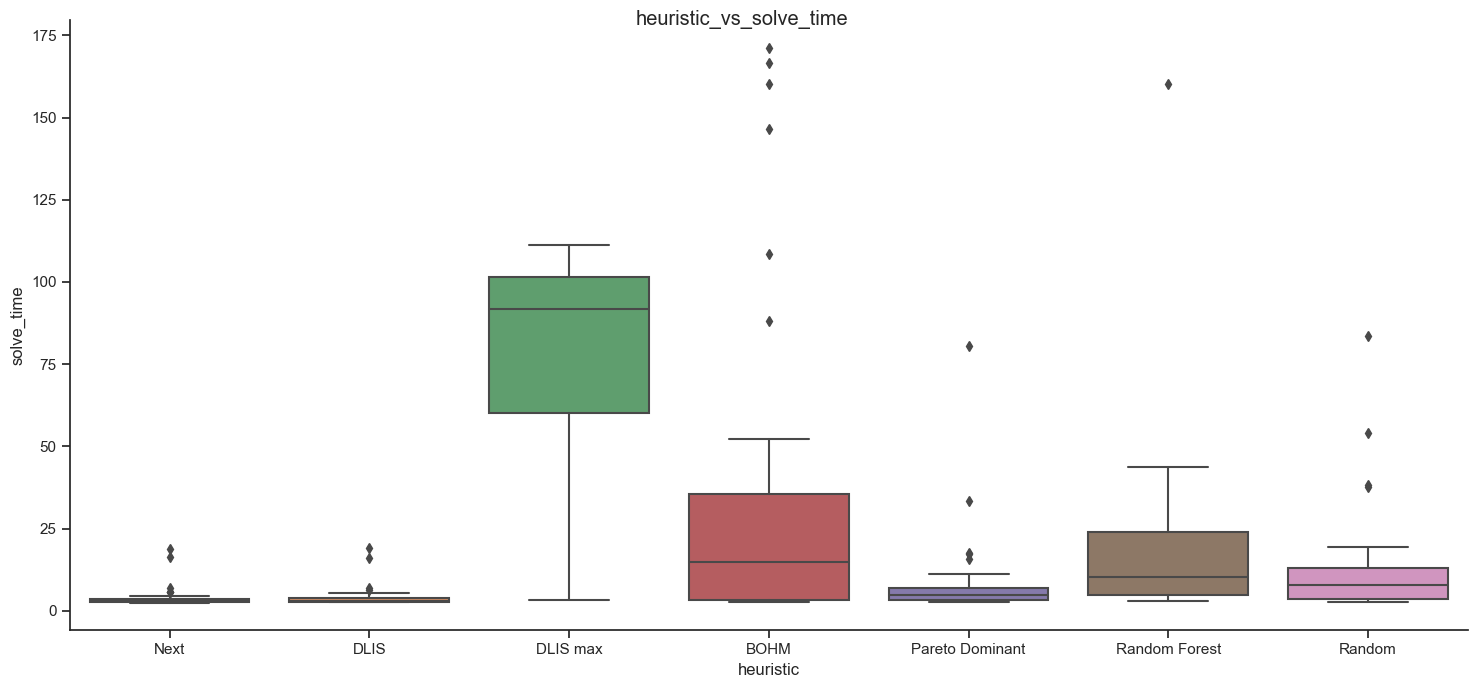 heuristic_vs_solve_time
175
150
125
100
75
50
25
0
solve_time
Next DLIS DLIS max BOHM Pareto Dominant Random Forest Random
heuristic